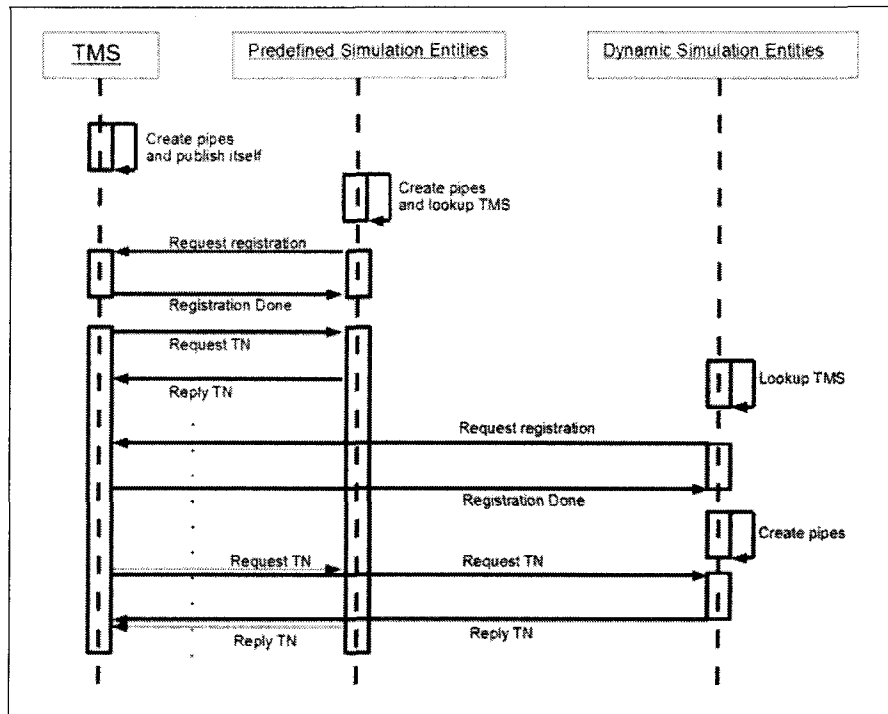 TMS
Predefined Simulation Entities
Dynamic Simulation Entities
Create pipes
and publish itself
Create pipes
and lookup TMS
Request registration
Registration Done
Request TN
Lookup TMS
Reply TN
Request registration
Registration Done
Create pipes
Request TN
Request TN
Reply TN
Reply TN